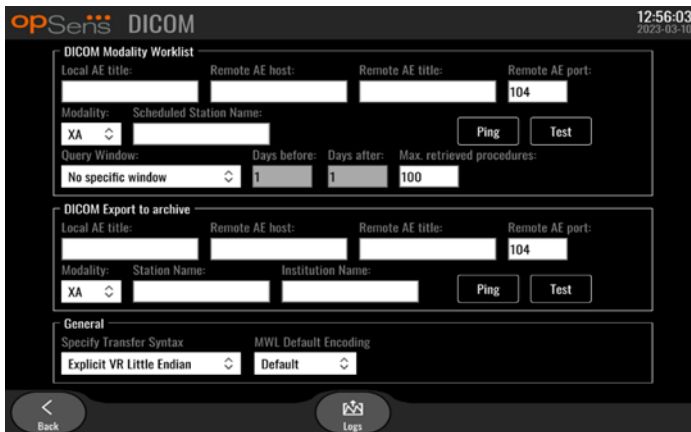 opSens DICOM
12:56:03
2023-03-10
DICOM Modality Worklist
Local AE title: Remote AE host: Remote AE title: Remote AE port:
104
Modality: Scheduled Station Name:
XA Ping Test
Query Window: Days before: Days after: Max. retrieved procedures:
No specific window 1 1 100
DICOM Export to archive
Local AE title: Remote AE host: Remote AE title: Remote AE port:
104
Modality: Station Name: Institution Name:
XA Ping Test
General
Specify Transfer Syntax MWL Default Encoding
Explicit VR Little Endian Default
Back Logs